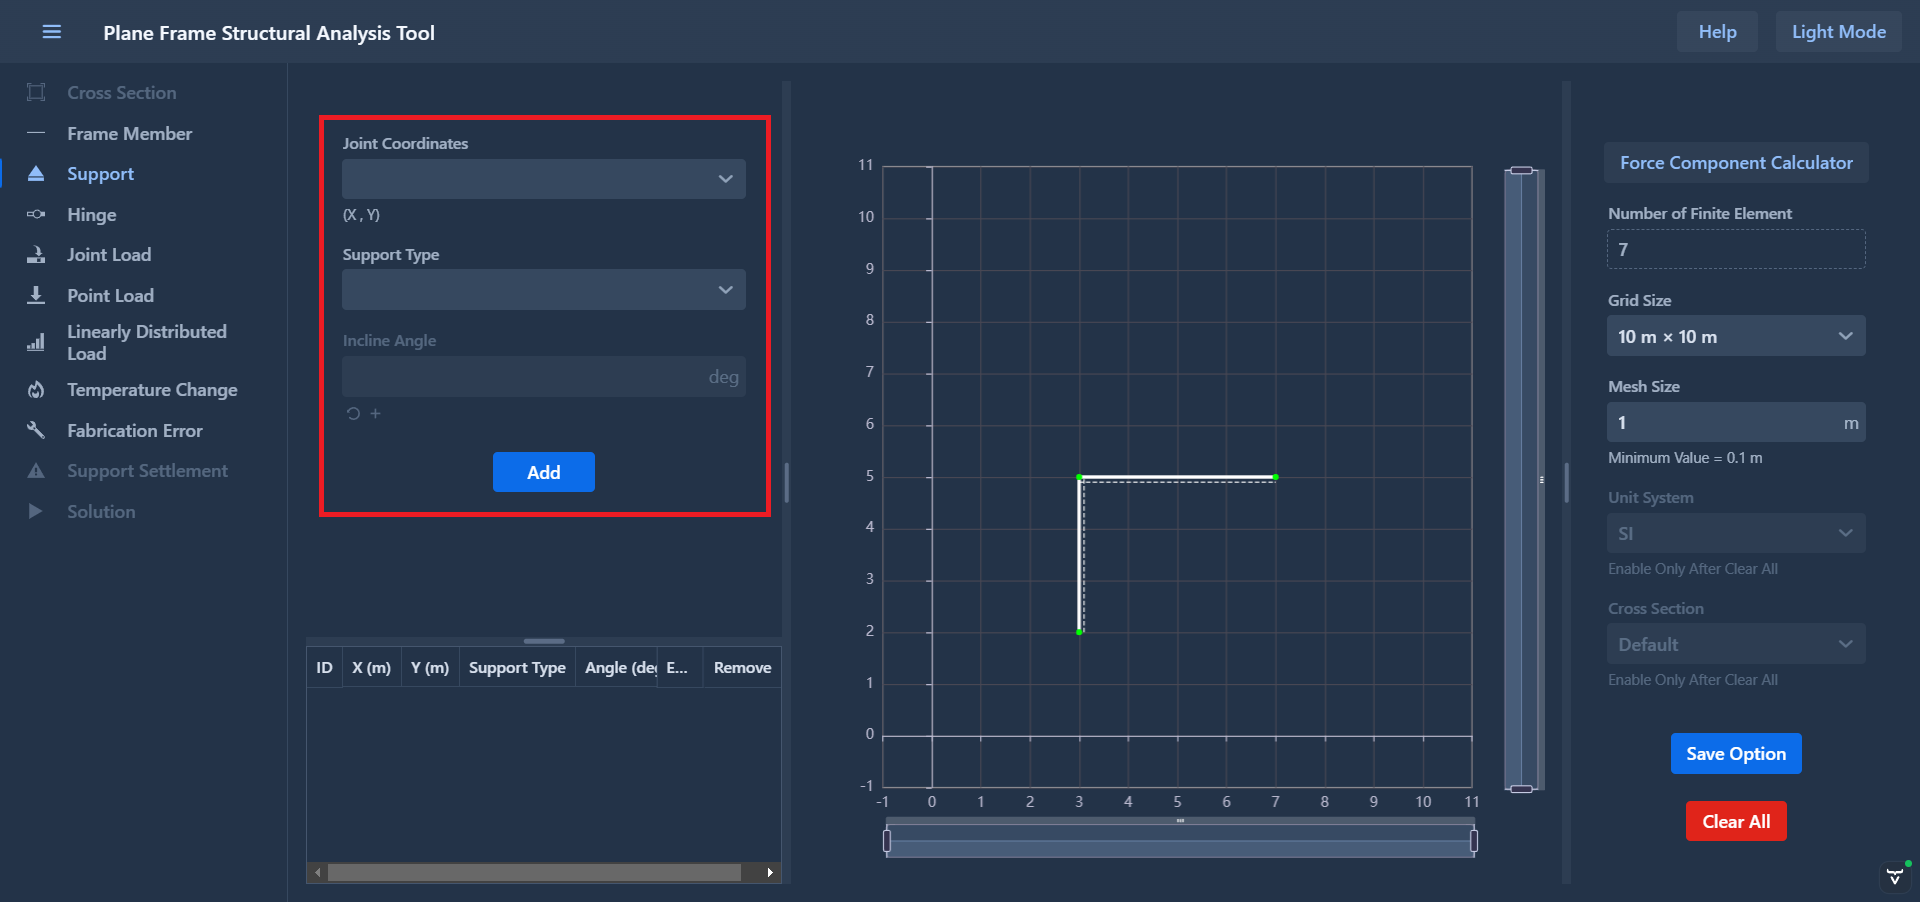 Plane Frame Structural Analysis Tool
Help
Light Mode
Cross Section
Frame Member
Support
Hinge
Joint Load
Point Load
Linearly Distributed
Load
Temperature Change
Fabrication Error
Support Settlement
Solution
Joint Coordinates
(X , Y)
Support Type
Incline Angle
deg
Add
ID X (m) Y (m) Support Type Angle (deg E... Remove
11
10
9
8
7
6
5
4
3
2
1
0
-1
-1 0 1 2 3 4 5 6 7 8 9 10 11
Force Component Calculator
Number of Finite Element
7
Grid Size
10 m × 10 m
Mesh Size
1 m
Minimum Value = 0.1 m
Unit System
SI
Enable Only After Clear All
Cross Section
Default
Enable Only After Clear All
Save Option
Clear All